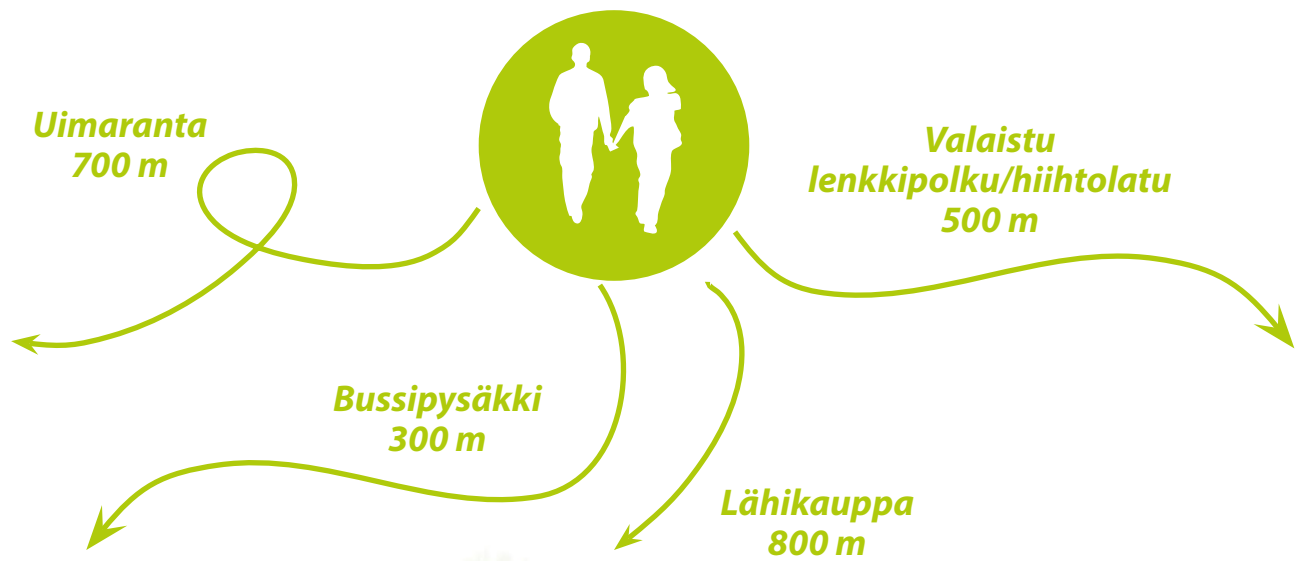 Uimaranta
700 m
Valaistu
lenkkipolku/hiihtolatu
500 m
Bussipysäkki
300 m
Lähikauppa
800 m